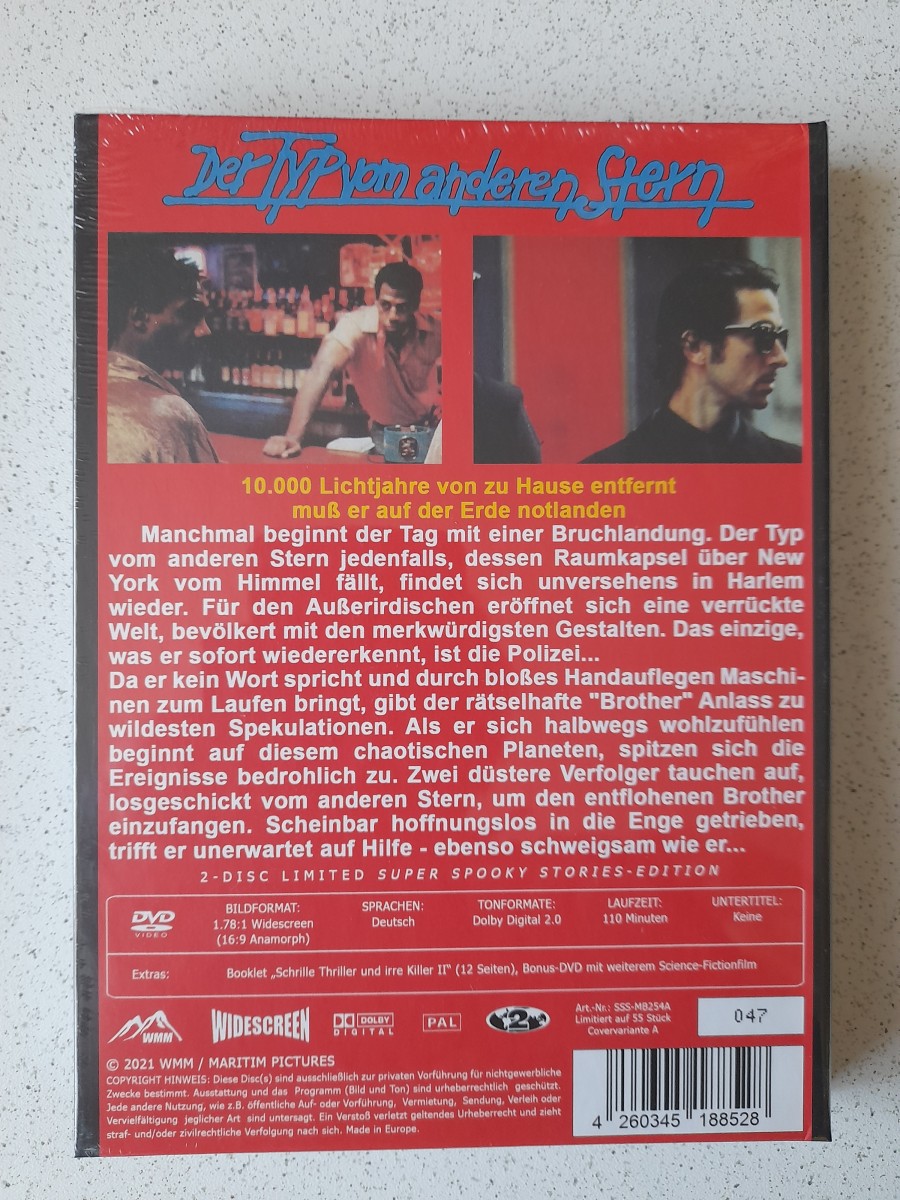 Der Typ vom anderen Stern
10.000 Lichtjahre von zu Hause entfernt
muß er auf der Erde notlanden
Manchmal beginnt der Tag mit einer Bruchlandung. Der Typ
vom anderen Stern jedenfalls, dessen Raumkapsel über New
York vom Himmel fällt, findet sich unversehens in Harlem
wieder. Für den Außerirdischen eröffnet sich eine verrückte
Welt, bevölkert mit den merkwürdigsten Gestalten. Das einzige,
was er sofort wiedererkennt, ist die Polizei...
Da er kein Wort spricht und durch bloßes Handauflegen Maschi-
nen zum Laufen bringt, gibt der rätselhafte "Brother" Anlass zu
wildesten Spekulationen. Als er sich halbwegs wohlzufühlen
beginnt auf diesem chaotischen Planeten, spitzen sich die
Ereignisse bedrohlich zu. Zwei düstere Verfolger tauchen auf,
losgeschickt vom anderen Stern, um den entflohenen Brother
einzufangen. Scheinbar hoffnungslos in die Enge getrieben,
trifft er unerwartet auf Hilfe - ebenso schweigsam wie er...
2-DISC LIMITED SUPER SPOOKY STORIES-EDITION
DVD VIDEO
BILDFORMAT: SPRACHEN: TONFORMATE: LAUFZEIT: UNTERTITEL:
1.78:1 Widescreen Deutsch Dolby Digital 2.0 110 Minuten Keine
(16:9 Anamorph)
Extras: Booklet „Schrille Thriller und irre Killer II“ (12 Seiten), Bonus-DVD mit weiterem Science-Fictionfilm
WMM WIDESCREEN DOLBY DIGITAL PAL 2
Art.-Nr.: SSS-MB254A
Limitiert auf 55 Stück
Covervariante A
047
© 2021 WMM / MARITIM PICTURES
COPYRIGHT HINWEIS: Diese Disc(s) sind ausschließlich zur privaten Vorführung für nichtgewerbliche
Zwecke bestimmt. Ausstattung und das Programm (Bild und Ton) sind urheberrechtlich geschützt.
Jede andere Nutzung, wie z.B. öffentliche Auf- oder Vorführung, Vermietung, Sendung, Verleih oder
Vervielfältigung jeglicher Art sind untersagt. Ein Verstoß verletzt geltendes Urheberrecht und zieht
straf- und/oder zivilrechtliche Verfolgung nach sich. Made in Europe.
4 260345 188528